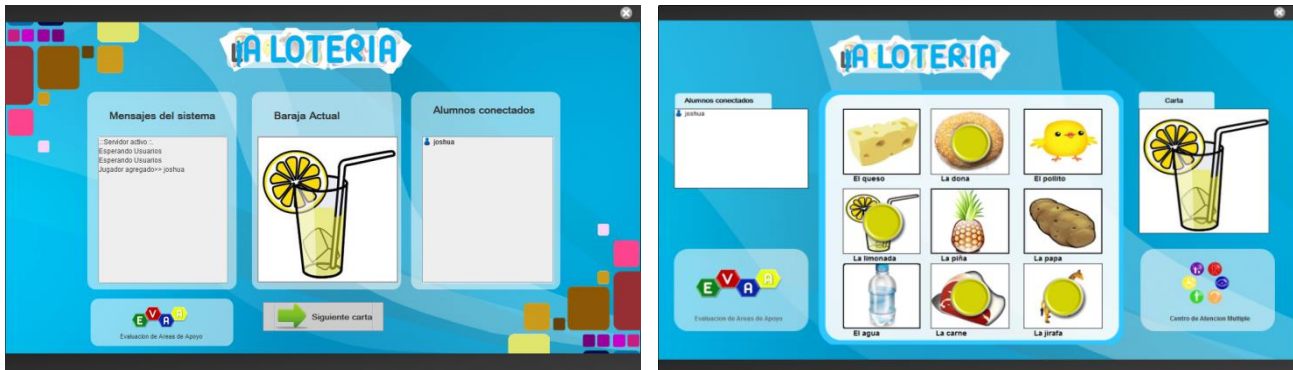 LA LOTERIA
Mensajes del sistema
Baraja Actual
Alumnos conectados
.::Servidor activo ::.
Esperando Usuarios
Esperando Usuarios
Jugador agregado>> joshua
joshua
EVAA
Evaluacion de Areas de Apoyo
Siguiente carta
LA LOTERIA
Alumnos conectados
joshua
Carta
El queso
La dona
El pollito
La limonada
La piña
La papa
El agua
La carne
La jirafa
EVAA
Evaluacion de Areas de Apoyo
Centro de Atencion Multiple